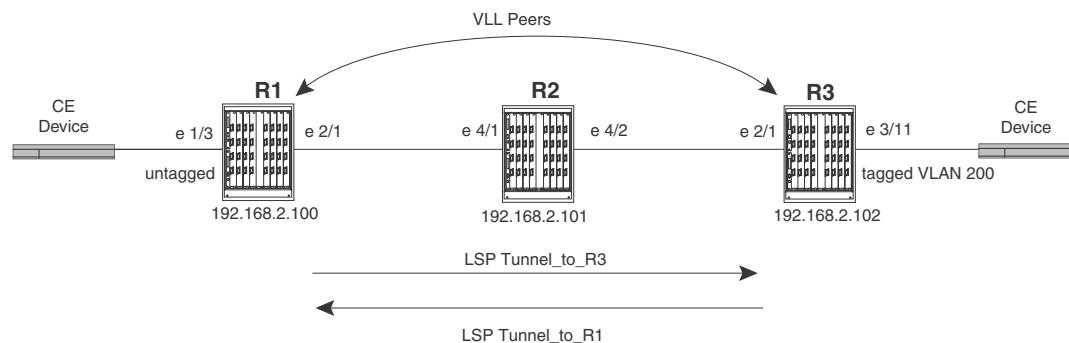 VLL Peers
R1
R2
R3
CE
Device
CE
Device
e 1/3
e 2/1
e 4/1
e 4/2
e 2/1
e 3/11
untagged
tagged VLAN 200
192.168.2.100
192.168.2.101
192.168.2.102
LSP Tunnel_to_R3
LSP Tunnel_to_R1